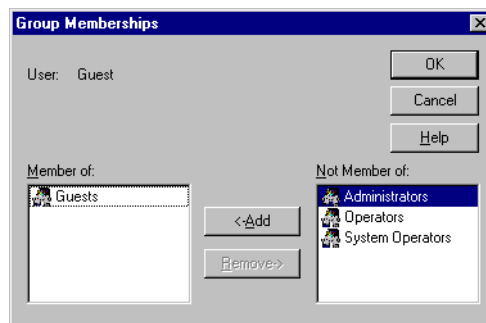 Group Memberships
User: Guest
OK
Cancel
Help
Member of:
Guests
<-Add
Remove->
Not Member of:
Administrators
Operators
System Operators